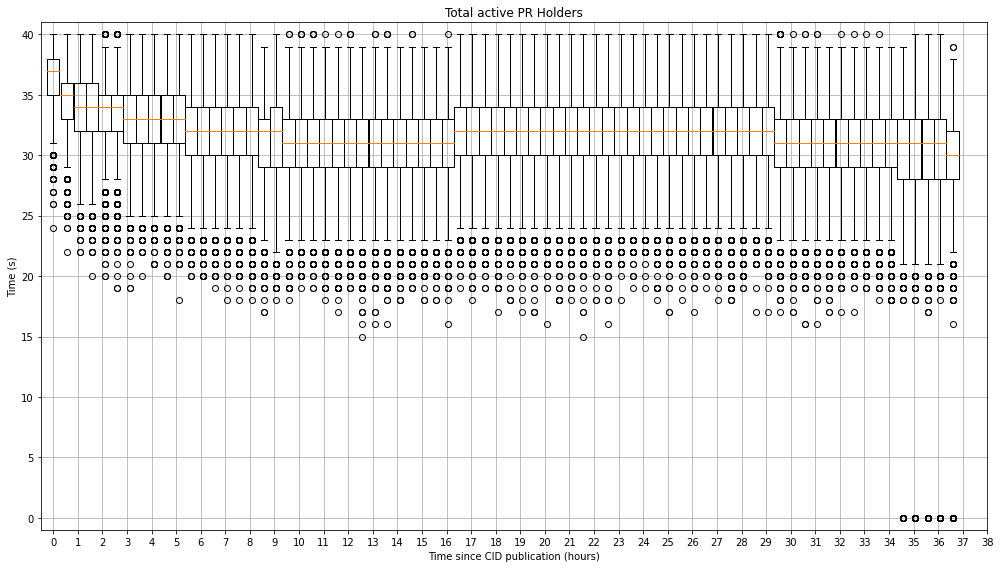 Total active PR Holders
40
35
30
25
20
15
10
5
0
Time (s)
0 1 2 3 4 5 6 7 8 9 10 11 12 13 14 15 16 17 18 19 20 21 22 23 24 25 26 27 28 29 30 31 32 33 34 35 36 37 38
Time since CID publication (hours)